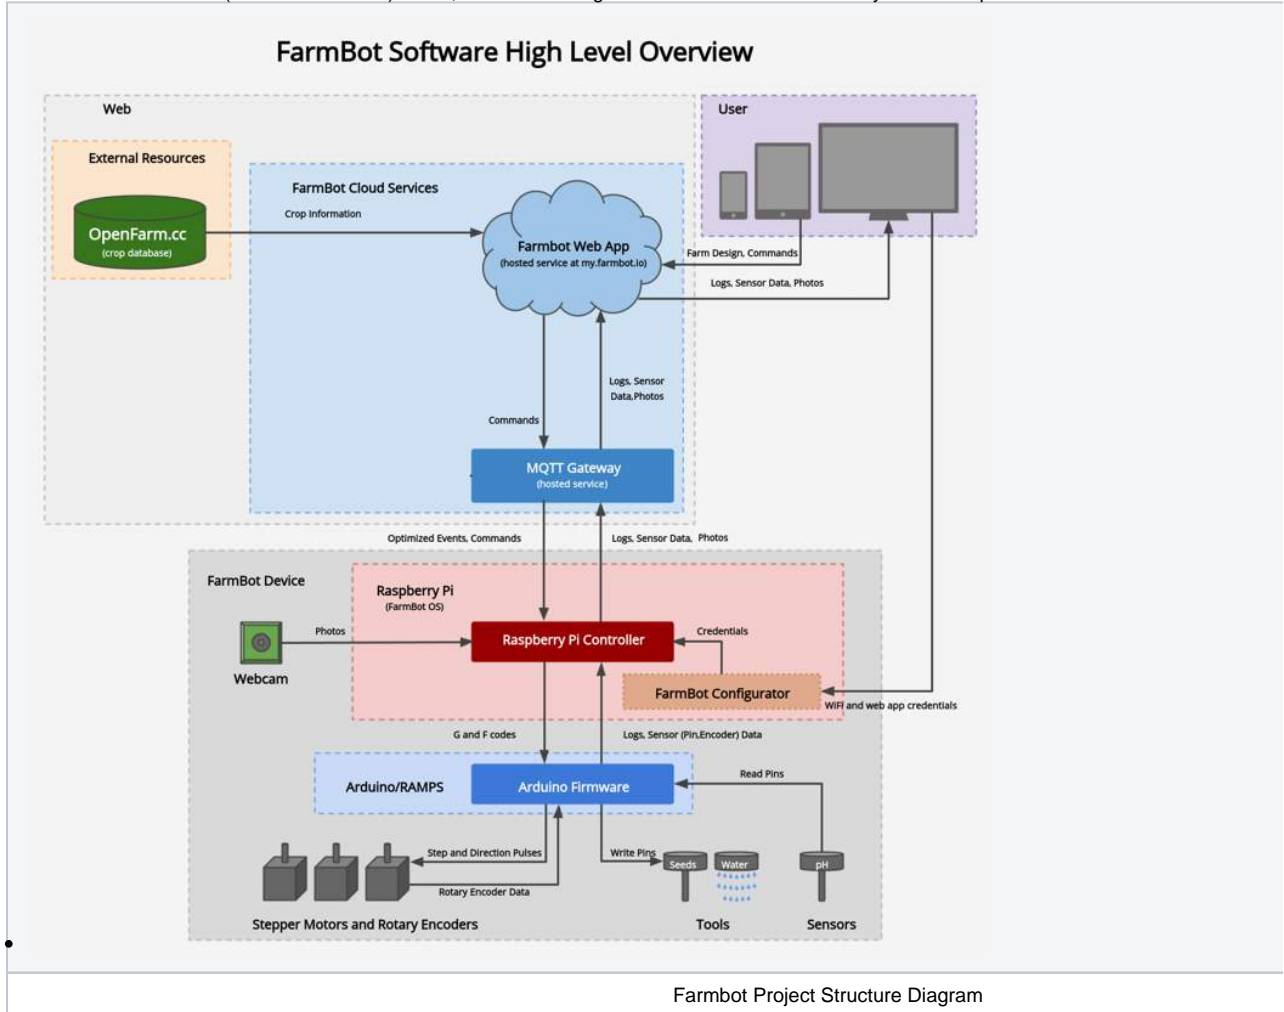 FarmBot Software High Level Overview
Web
User
External Resources
FarmBot Cloud Services
Crop Information
OpenFarm.cc
(crop database)
Farmbot Web App
(hosted service at my.farmbot.io)
Farm Design, Commands
Logs, Sensor Data, Photos
Logs, Sensor
Data,Photos
Commands
MQTT Gateway
(hosted service)
Optimized Events, Commands
Logs, Sensor Data, Photos
FarmBot Device
Raspberry Pi
(FarmBot OS)
Photos
Raspberry Pi Controller
Credentials
Webcam
FarmBot Configurator
WiFi and web app credentials
G and F codes
Logs, Sensor (Pin,Encoder) Data
Arduino/RAMPS
Arduino Firmware
Read Pins
Step and Direction Pulses
Write Pins
Seeds
Water
pH
Rotary Encoder Data
Stepper Motors and Rotary Encoders
Tools
Sensors
Farmbot Project Structure Diagram